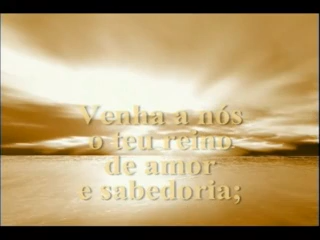 Venha a nós
o teu reino
de amor
e sabedoria;